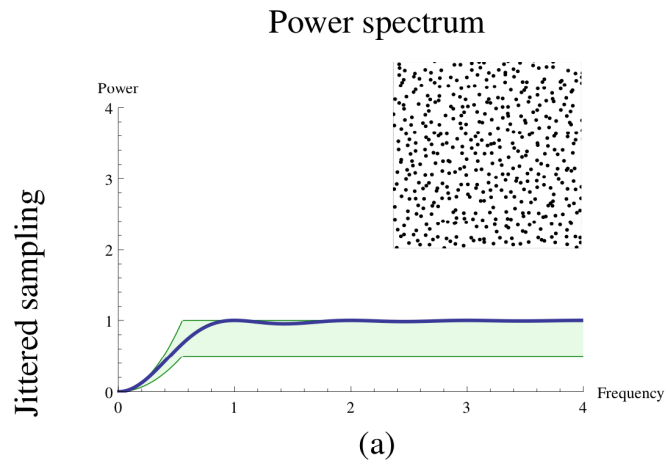 Power spectrum
Power
4
3
2
1
0
0 1 2 3 4
Frequency
Jittered sampling
(a)